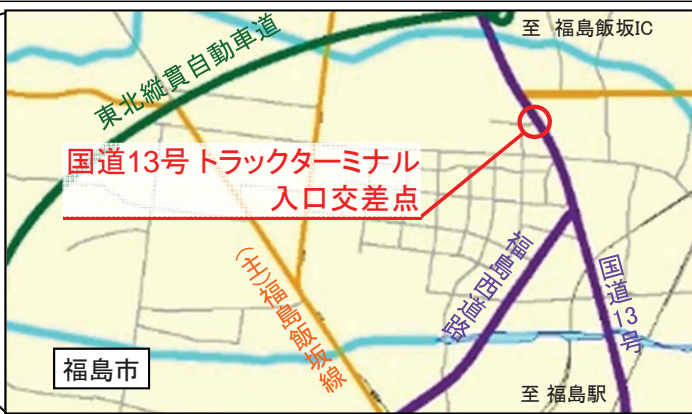 至 福島飯坂IC
東北縦貫自動車道
国道13号 トラックターミナル
入口交差点
(主)福島飯坂線
福島西道路
国道13号
福島市
至 福島駅